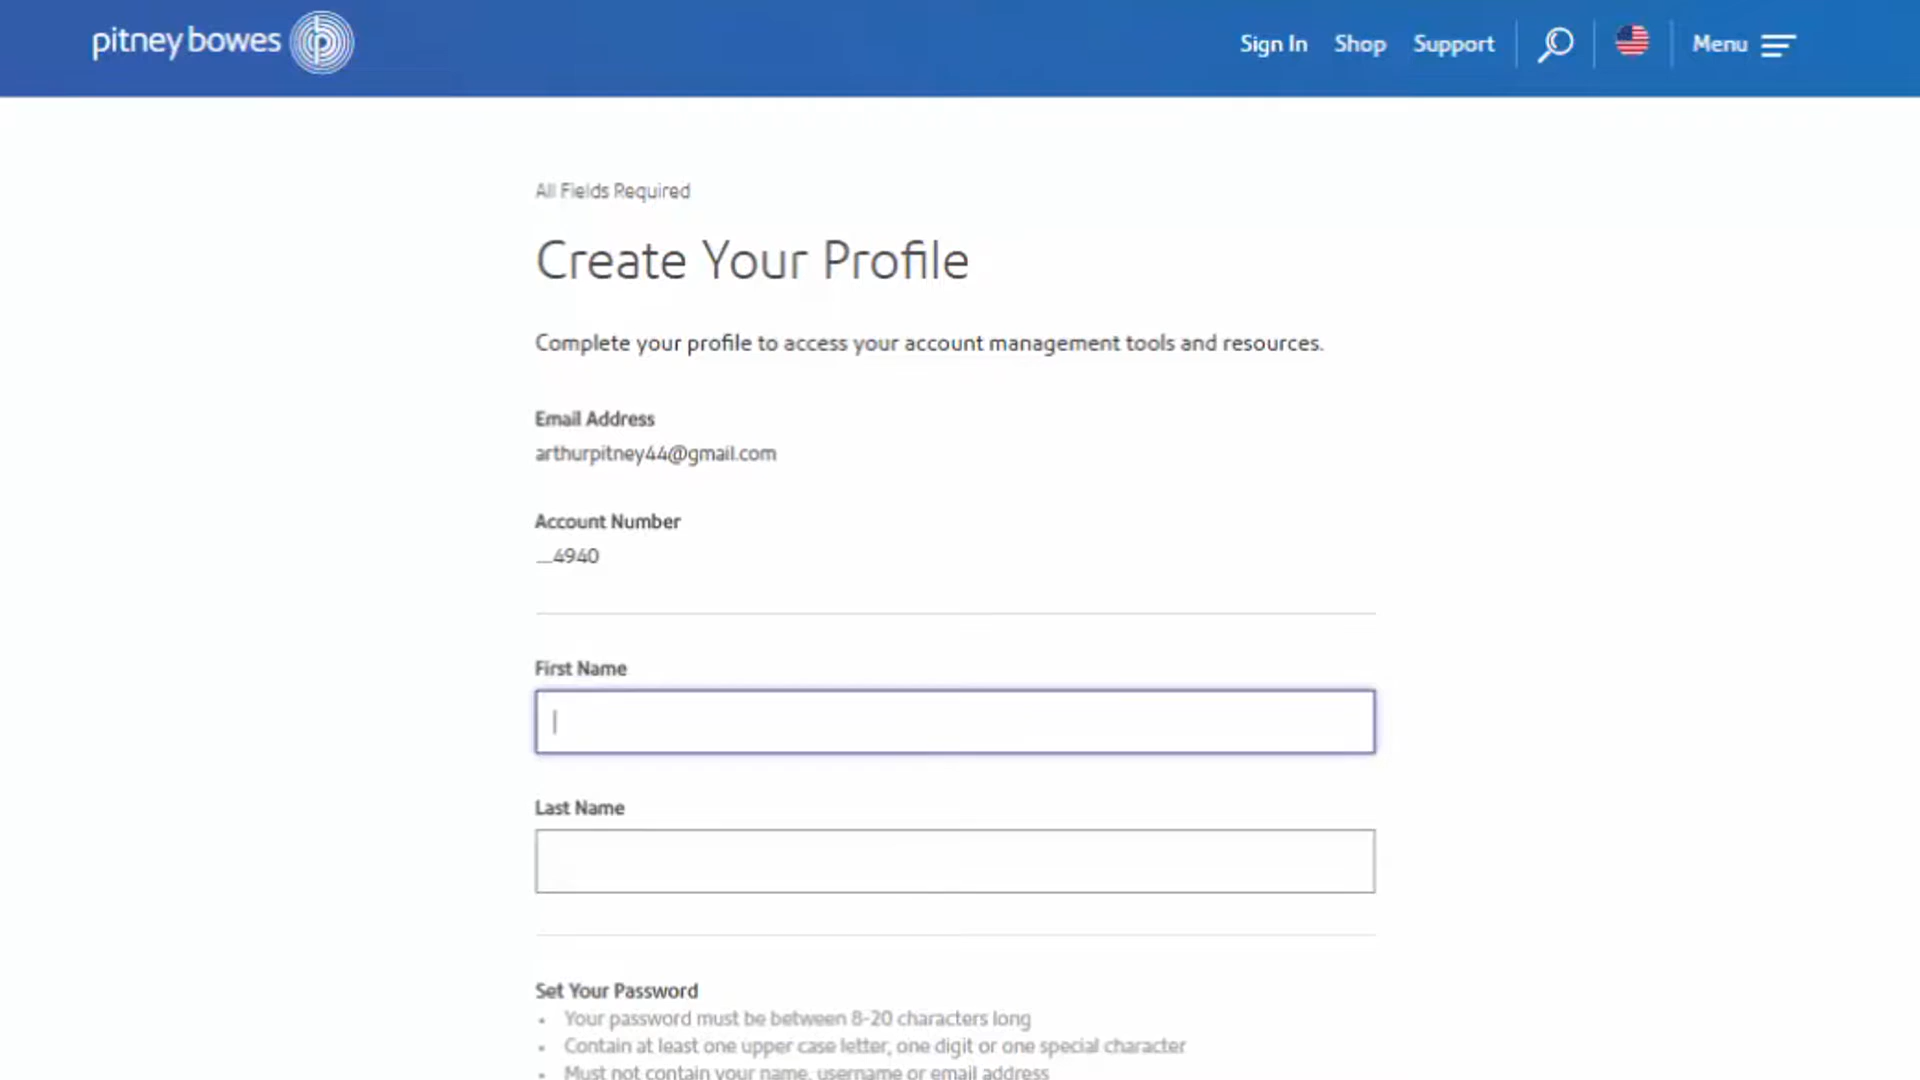 pitney bowes
Sign In Shop Support Menu
All Fields Required
Create Your Profile
Complete your profile to access your account management tools and resources.
Email Address
arthurpitney44@gmail.com
Account Number
...4940
First Name
Last Name
Set Your Password
• Your password must be between 8-20 characters long
• Contain at least one upper case letter, one digit or one special character
• Must not contain your name, username or email address